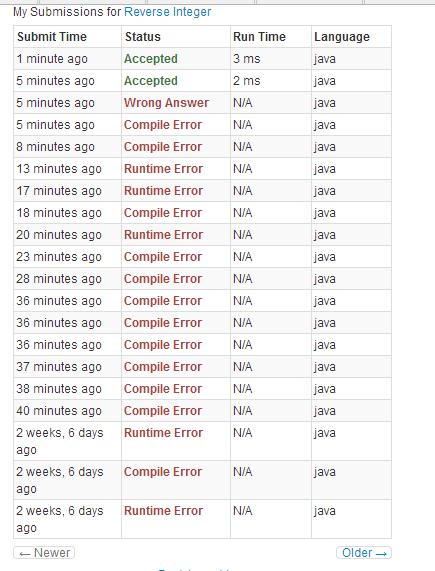 My Submissions for Reverse Integer
Submit Time Status Run Time Language
1 minute ago Accepted 3 ms java
5 minutes ago Accepted 2 ms java
5 minutes ago Wrong Answer N/A java
5 minutes ago Compile Error N/A java
8 minutes ago Compile Error N/A java
13 minutes ago Runtime Error N/A java
17 minutes ago Runtime Error N/A java
18 minutes ago Compile Error N/A java
20 minutes ago Runtime Error N/A java
23 minutes ago Compile Error N/A java
28 minutes ago Compile Error N/A java
36 minutes ago Compile Error N/A java
36 minutes ago Compile Error N/A java
36 minutes ago Compile Error N/A java
37 minutes ago Compile Error N/A java
38 minutes ago Compile Error N/A java
40 minutes ago Compile Error N/A java
2 weeks, 6 days Runtime Error N/A java
ago
2 weeks, 6 days Compile Error N/A java
ago
2 weeks, 6 days Runtime Error N/A java
ago
← Newer Older →